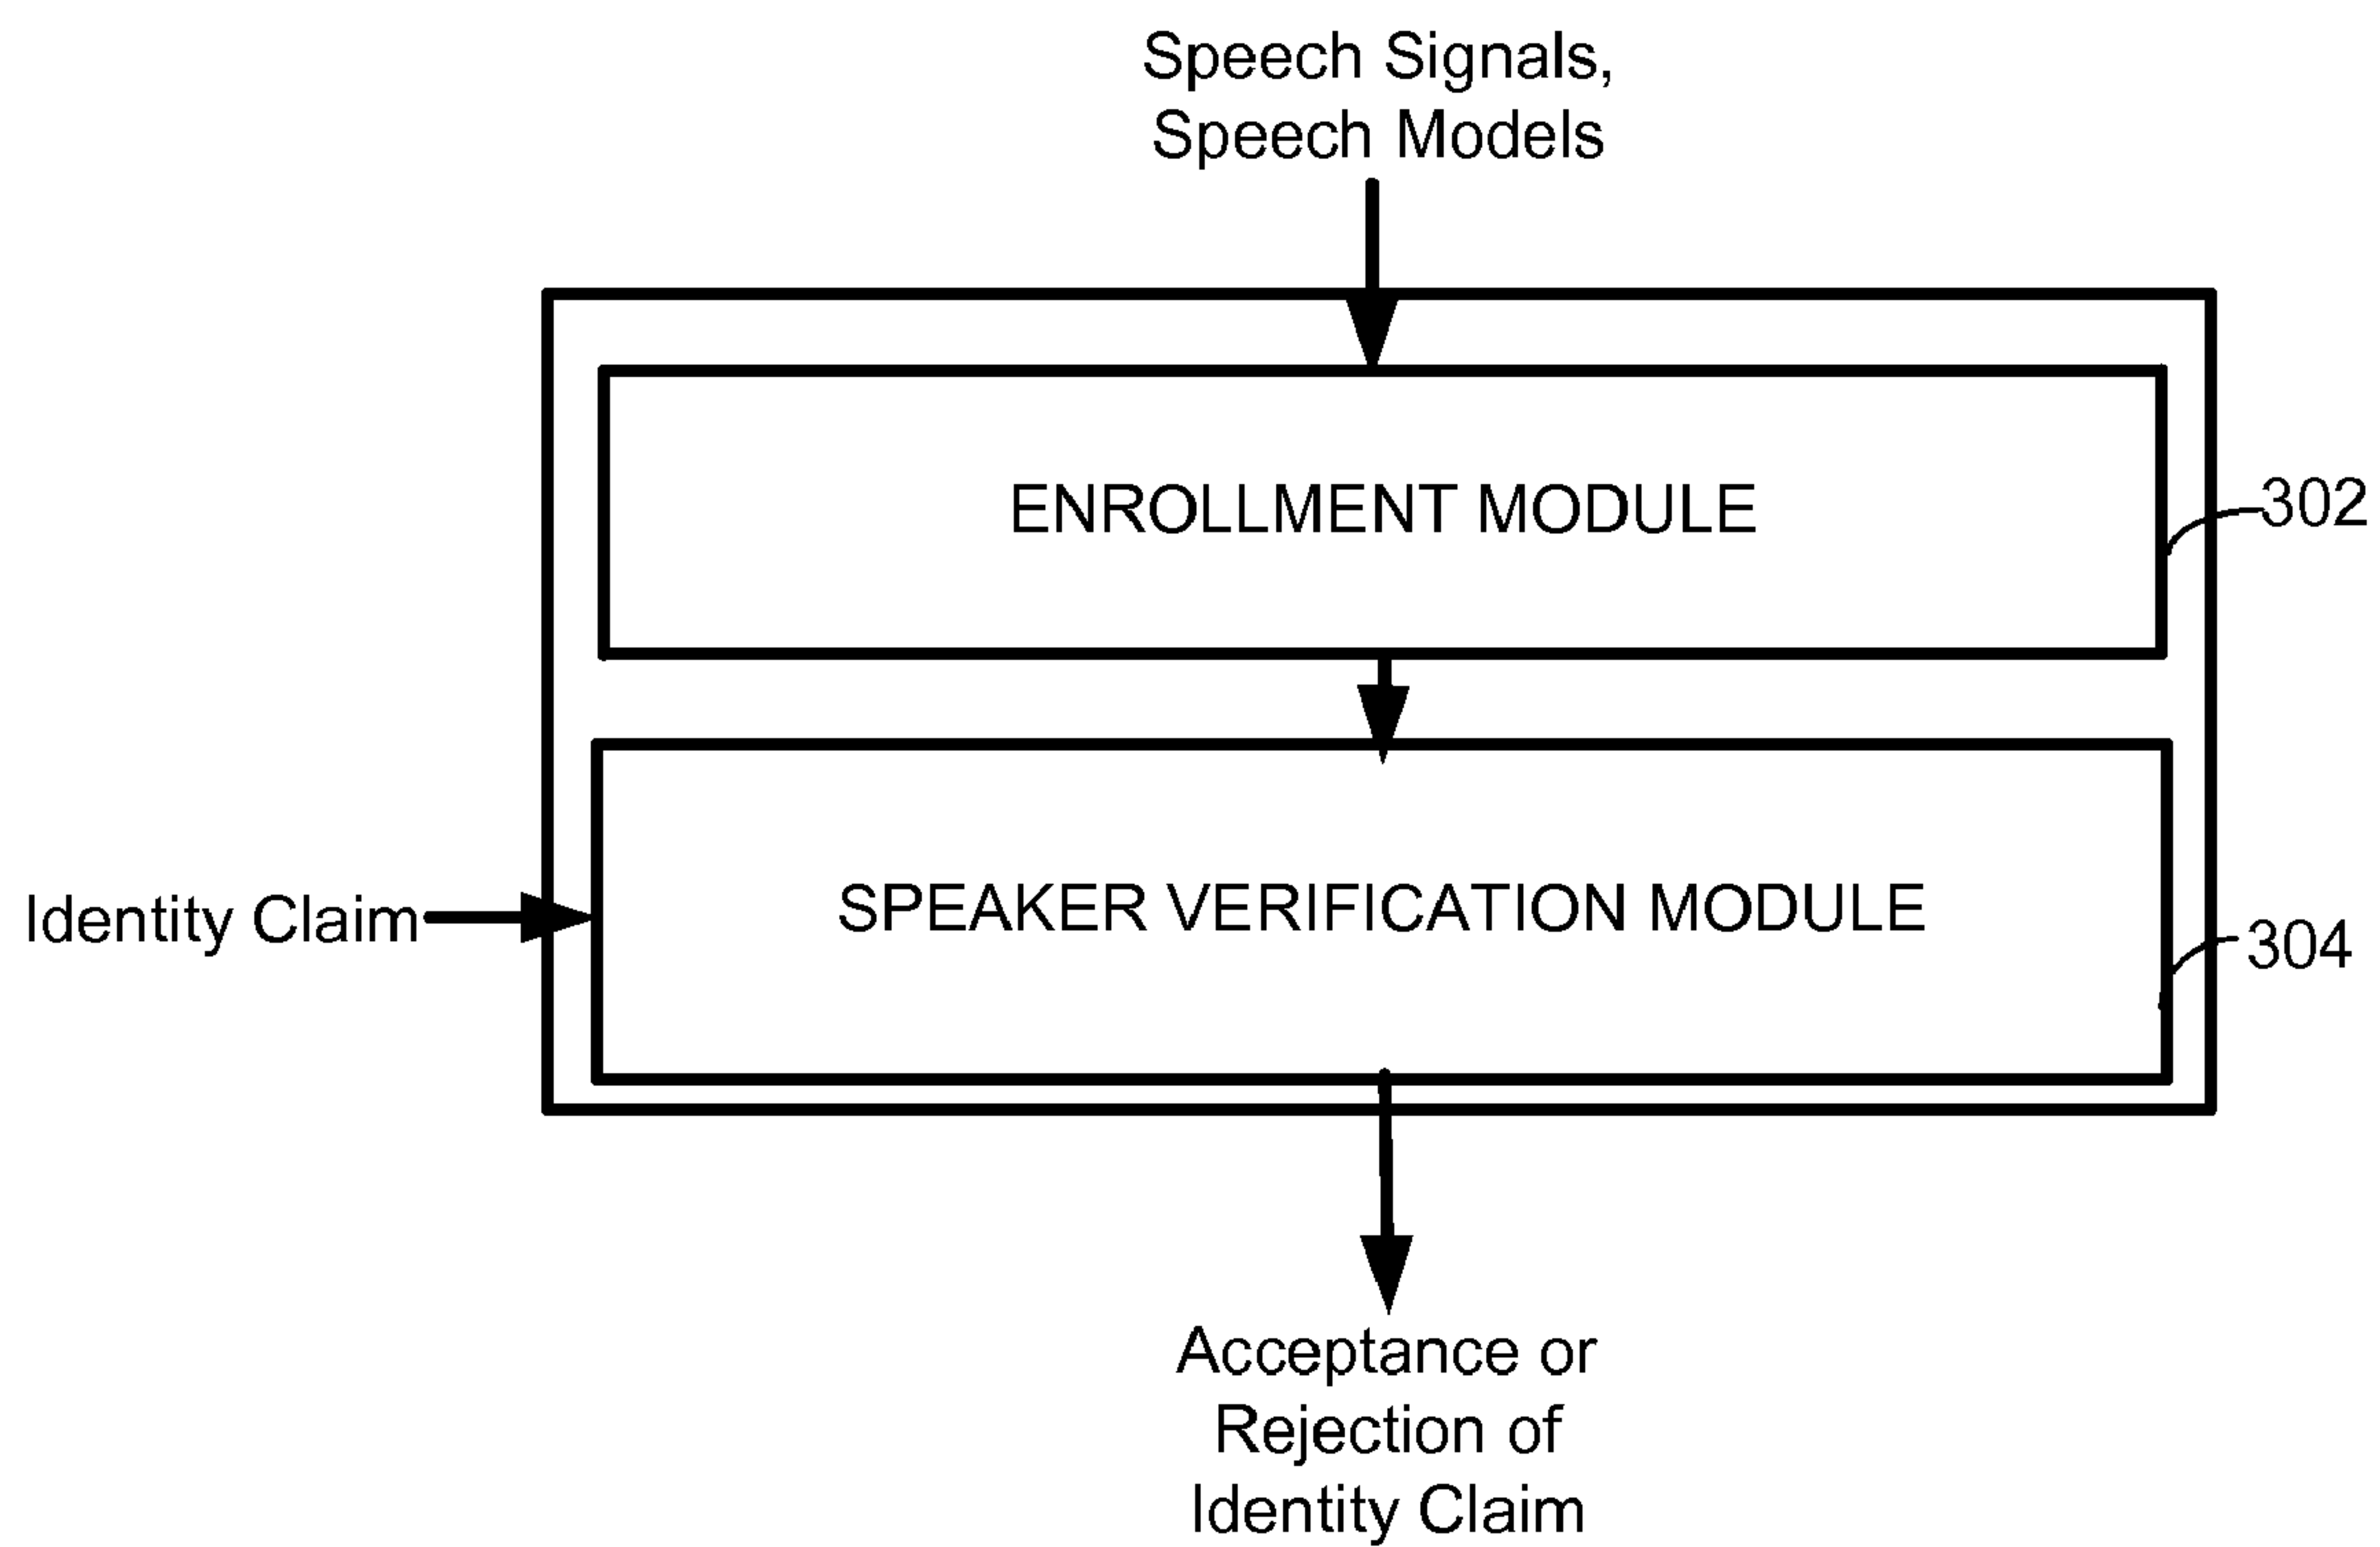 Speech Signals,
Speech Models
ENROLLMENT MODULE
302
SPEAKER VERIFICATION MODULE
Identity Claim
304
Acceptance or
Rejection of
Identity Claim